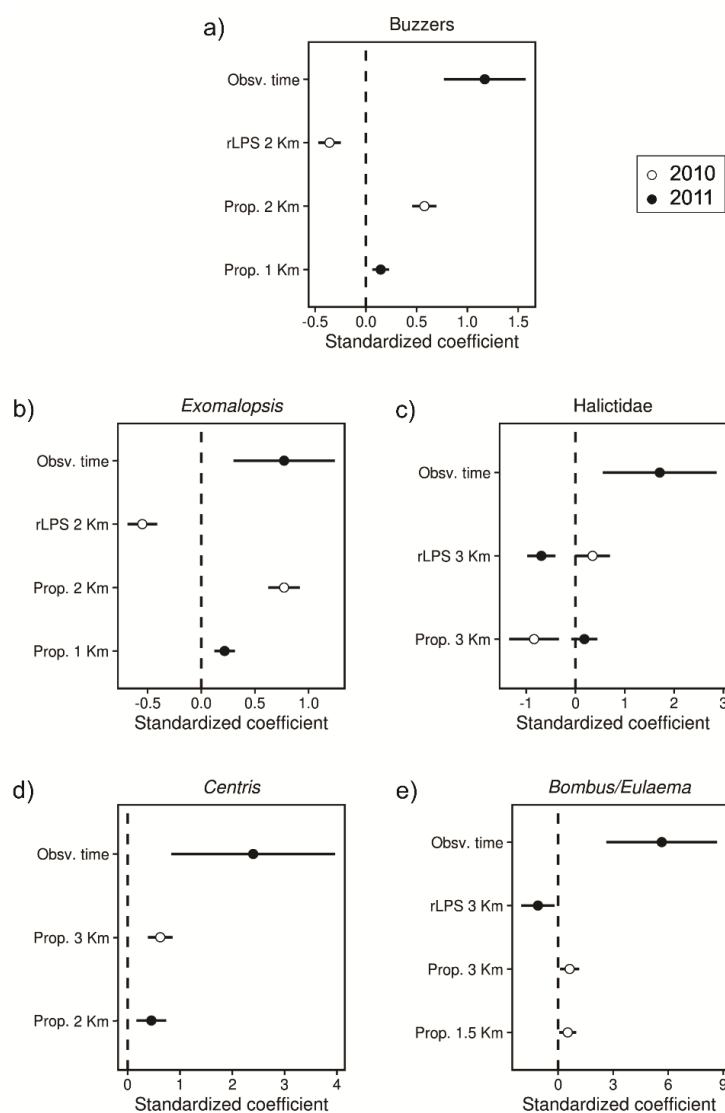 a)
Buzzers
Obsv. time
rLPS 2 Km
Prop. 2 Km
Prop. 1 Km
-0.5 0.0 0.5 1.0 1.5
Standardized coefficient
2010
2011
b)
Exomalopsis
Obsv. time
rLPS 2 Km
Prop. 2 Km
Prop. 1 Km
-0.5 0.0 0.5 1.0
Standardized coefficient
c)
Halictidae
Obsv. time
rLPS 3 Km
Prop. 3 Km
-1 0 1 2 3
Standardized coefficient
d)
Centris
Obsv. time
Prop. 3 Km
Prop. 2 Km
0 1 2 3 4
Standardized coefficient
e)
Bombus/Eulaema
Obsv. time
rLPS 3 Km
Prop. 3 Km
Prop. 1.5 Km
0 3 6 9
Standardized coefficient